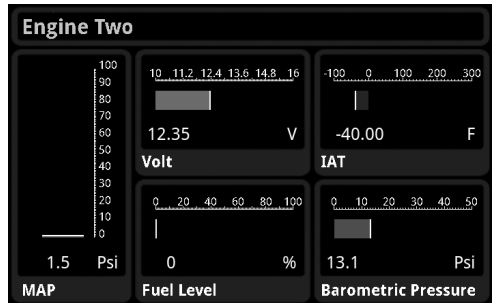 Engine Two
100
90
80
70
60
50
40
30
20
10
0
1.5 Psi
MAP
10 11.2 12.4 13.6 14.8 16
12.35 V
Volt
-100 0 100 200 300
-40.00 F
IAT
0 20 40 60 80 100
0 %
Fuel Level
0 10 20 30 40 50
13.1 Psi
Barometric Pressure